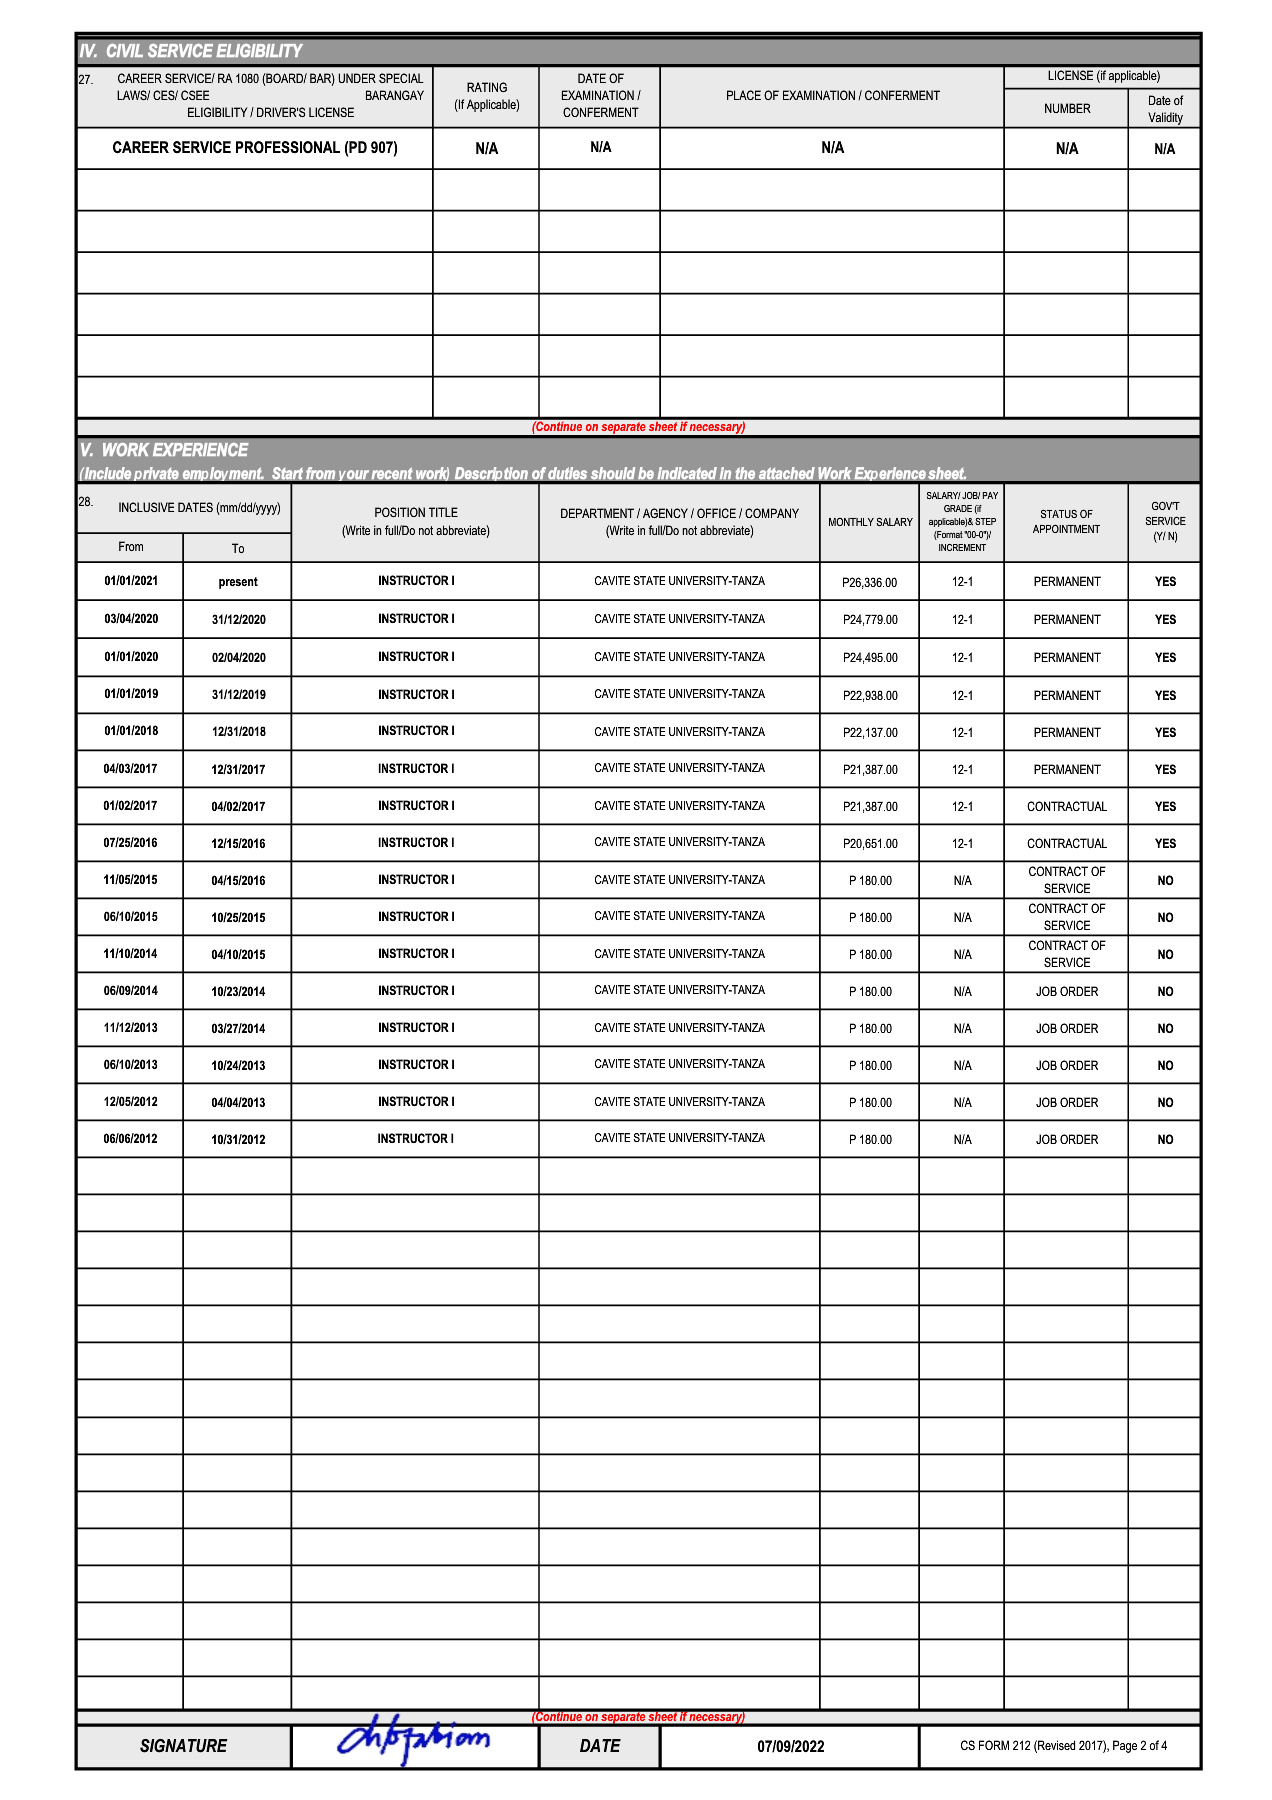 IV. CIVIL SERVICE ELIGIBILITY
27. CAREER SERVICE/ RA 1080 (BOARD/ BAR) UNDER SPECIAL
LAWS/ CES/ CSEE BARANGAY
ELIGIBILITY / DRIVER'S LICENSE
RATING
(If Applicable)
DATE OF
EXAMINATION /
CONFERMENT
PLACE OF EXAMINATION / CONFERMENT
LICENSE (if applicable)
NUMBER
Date of
Validity
CAREER SERVICE PROFESSIONAL (PD 907) N/A N/A N/A N/A N/A
(Continue on separate sheet if necessary)
V. WORK EXPERIENCE
(Include private employment. Start from your recent work) Description of duties should be indicated in the attached Work Experience sheet.
28. INCLUSIVE DATES (mm/dd/yyyy)
From To
POSITION TITLE
(Write in full/Do not abbreviate)
DEPARTMENT / AGENCY / OFFICE / COMPANY
(Write in full/Do not abbreviate)
MONTHLY SALARY
SALARY/ JOB/ PAY
GRADE (if
applicable)& STEP
(Format "00-0")/
INCREMENT
STATUS OF
APPOINTMENT
GOV'T
SERVICE
(Y/ N)
01/01/2021 present INSTRUCTOR I CAVITE STATE UNIVERSITY-TANZA P26,336.00 12-1 PERMANENT YES
03/04/2020 31/12/2020 INSTRUCTOR I CAVITE STATE UNIVERSITY-TANZA P24,779.00 12-1 PERMANENT YES
01/01/2020 02/04/2020 INSTRUCTOR I CAVITE STATE UNIVERSITY-TANZA P24,495.00 12-1 PERMANENT YES
01/01/2019 31/12/2019 INSTRUCTOR I CAVITE STATE UNIVERSITY-TANZA P22,938.00 12-1 PERMANENT YES
01/01/2018 12/31/2018 INSTRUCTOR I CAVITE STATE UNIVERSITY-TANZA P22,137.00 12-1 PERMANENT YES
04/03/2017 12/31/2017 INSTRUCTOR I CAVITE STATE UNIVERSITY-TANZA P21,387.00 12-1 PERMANENT YES
01/02/2017 04/02/2017 INSTRUCTOR I CAVITE STATE UNIVERSITY-TANZA P21,387.00 12-1 CONTRACTUAL YES
07/25/2016 12/15/2016 INSTRUCTOR I CAVITE STATE UNIVERSITY-TANZA P20,651.00 12-1 CONTRACTUAL YES
11/05/2015 04/15/2016 INSTRUCTOR I CAVITE STATE UNIVERSITY-TANZA P 180.00 N/A CONTRACT OF SERVICE NO
06/10/2015 10/25/2015 INSTRUCTOR I CAVITE STATE UNIVERSITY-TANZA P 180.00 N/A CONTRACT OF SERVICE NO
11/10/2014 04/10/2015 INSTRUCTOR I CAVITE STATE UNIVERSITY-TANZA P 180.00 N/A CONTRACT OF SERVICE NO
06/09/2014 10/23/2014 INSTRUCTOR I CAVITE STATE UNIVERSITY-TANZA P 180.00 N/A JOB ORDER NO
11/12/2013 03/27/2014 INSTRUCTOR I CAVITE STATE UNIVERSITY-TANZA P 180.00 N/A JOB ORDER NO
06/10/2013 10/24/2013 INSTRUCTOR I CAVITE STATE UNIVERSITY-TANZA P 180.00 N/A JOB ORDER NO
12/05/2012 04/04/2013 INSTRUCTOR I CAVITE STATE UNIVERSITY-TANZA P 180.00 N/A JOB ORDER NO
06/06/2012 10/31/2012 INSTRUCTOR I CAVITE STATE UNIVERSITY-TANZA P 180.00 N/A JOB ORDER NO
(Continue on separate sheet if necessary)
SIGNATURE DATE 07/09/2022 CS FORM 212 (Revised 2017), Page 2 of 4